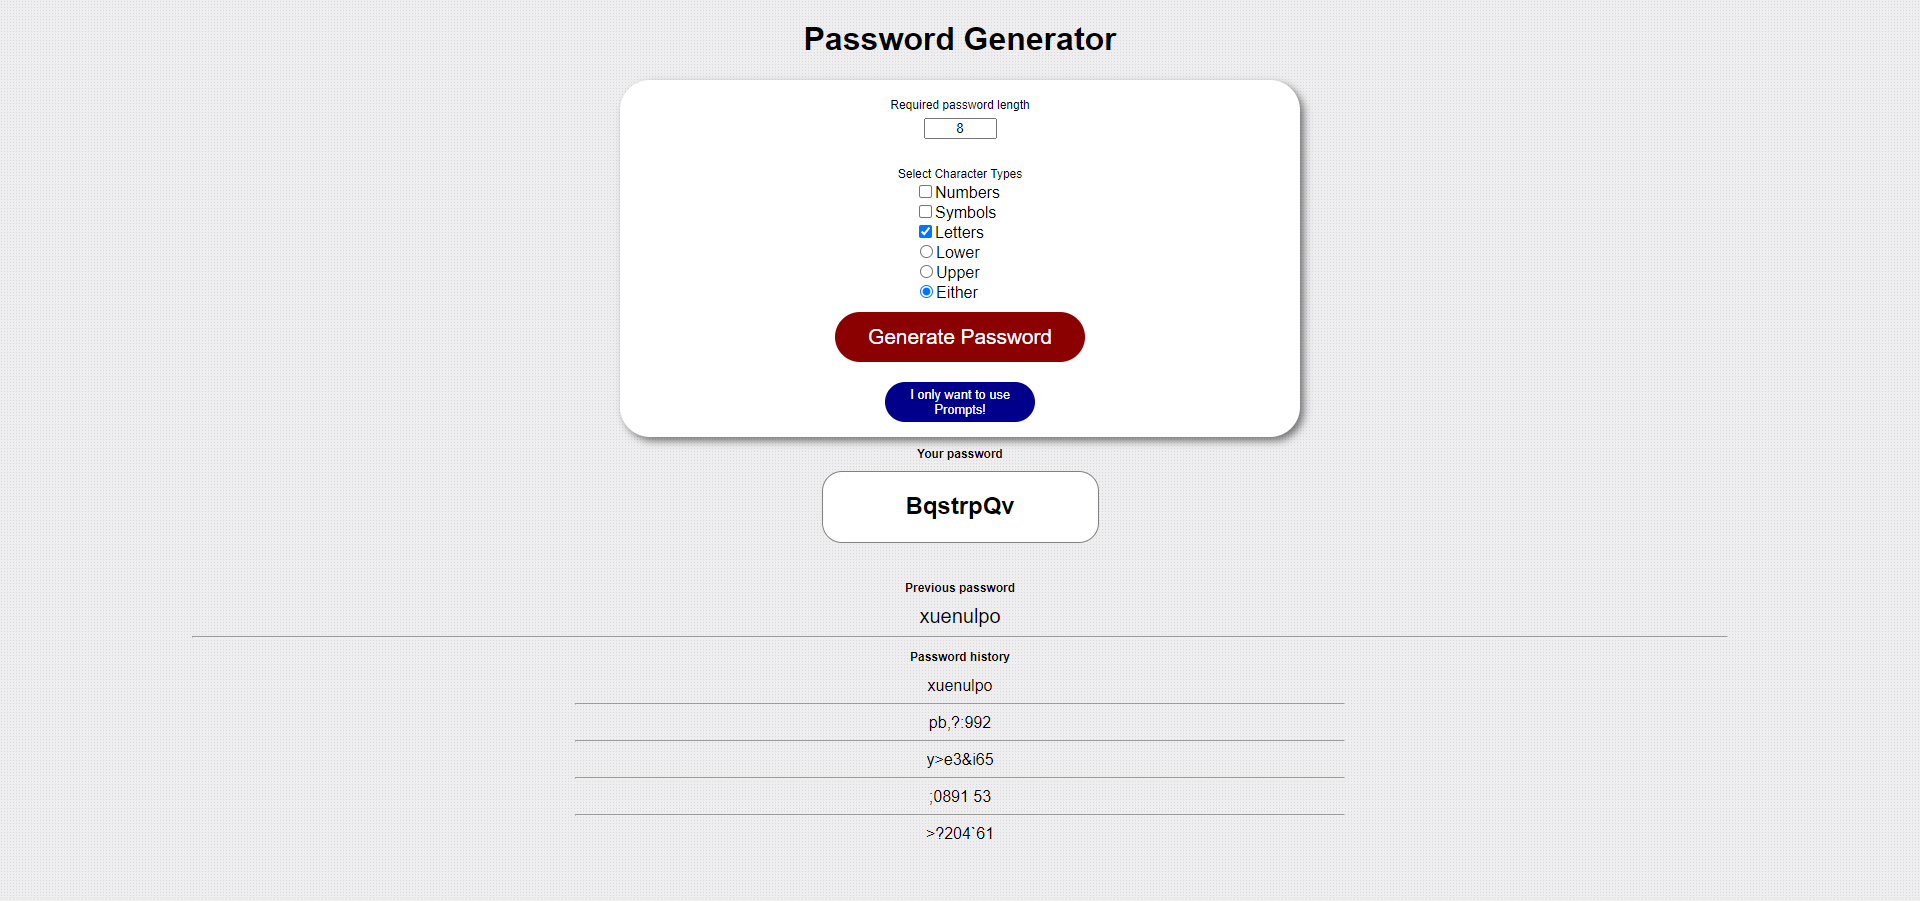 Password Generator
Required password length
8
Select Character Types
Numbers
Symbols
Letters
Lower
Upper
Either
Generate Password
I only want to use
Prompts!
Your password
BqstrpQv
Previous password
xuenulpo
Password history
xuenulpo
pb,?:992
y>e3&i65
;0891 53
>?204`61